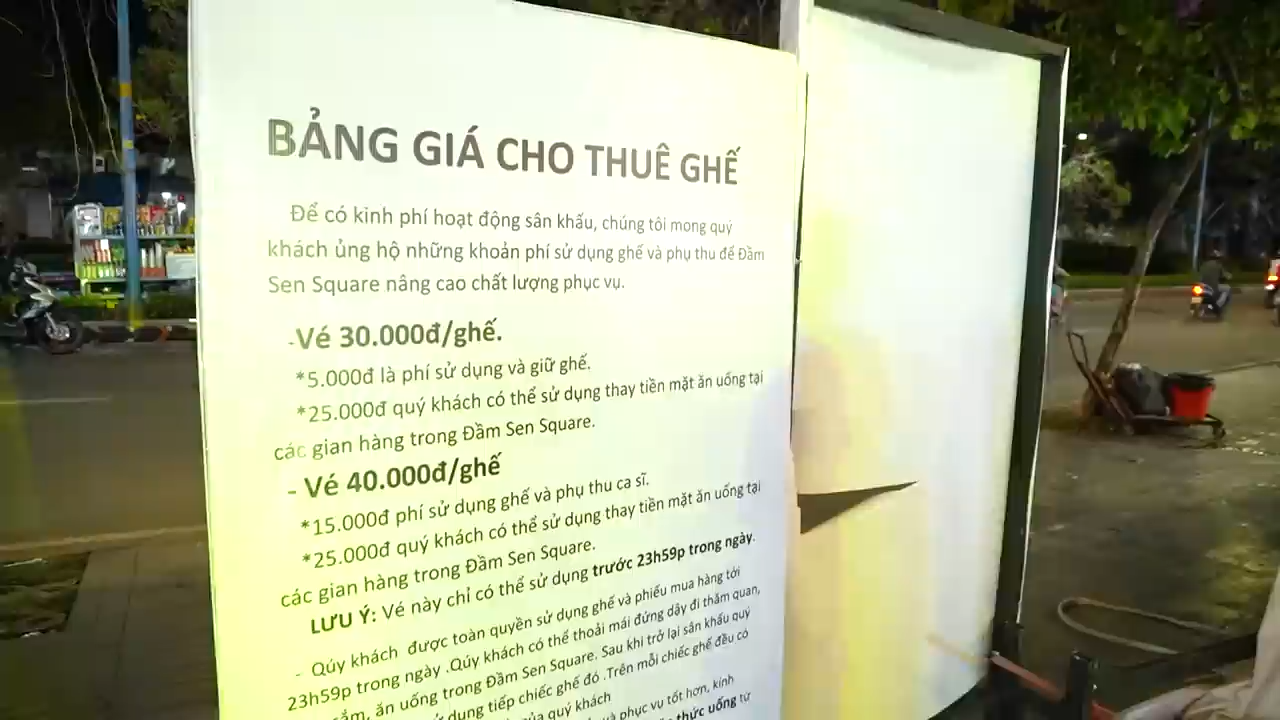 BẢNG GIÁ CHO THUÊ GHẾ
Để có kinh phí hoạt động sân khấu, chúng tôi mong quý
khách ủng hộ những khoản phí sử dụng ghế và phụ thu để Đầm
Sen Square nâng cao chất lượng phục vụ.
-Vé 30.000đ/ghế.
*5.000đ là phí sử dụng và giữ ghế.
*25.000đ quý khách có thể sử dụng thay tiền mặt ăn uống tại
các gian hàng trong Đầm Sen Square.
- Vé 40.000đ/ghế
*15.000đ phí sử dụng ghế và phụ thu ca sĩ.
*25.000đ quý khách có thể sử dụng thay tiền mặt ăn uống tại
các gian hàng trong Đầm Sen Square.
LƯU Ý: Vé này chỉ có thể sử dụng trước 23h59p trong ngày.
- Qúy khách được toàn quyền sử dụng ghế và phiếu mua hàng tới
23h59p trong ngày .Qúy khách có thể thoải mái đứng dậy đi thăm quan,
ăn uống trong Đầm Sen Square. Sau khi trở lại sân khấu quý
dụng tiếp chiếc ghế đó .Trên mỗi chiếc ghế đều có
của quý khách
và phục vụ tốt hơn, kính
thức uống từ